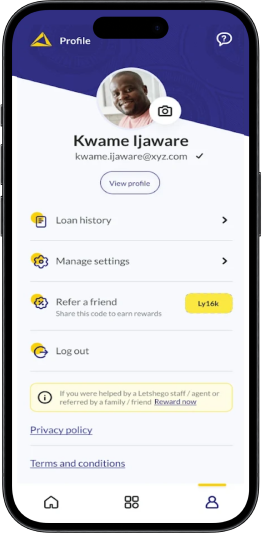 Profile
Kwame Ijaware
kwame.ijaware@xyz.com
View profile
Loan history
Manage settings
Refer a friend
Share this code to earn rewards
Ly16k
Log out
If you were helped by a Letshego staff / agent or
referred by a family / friend Reward now
Privacy policy
Terms and conditions